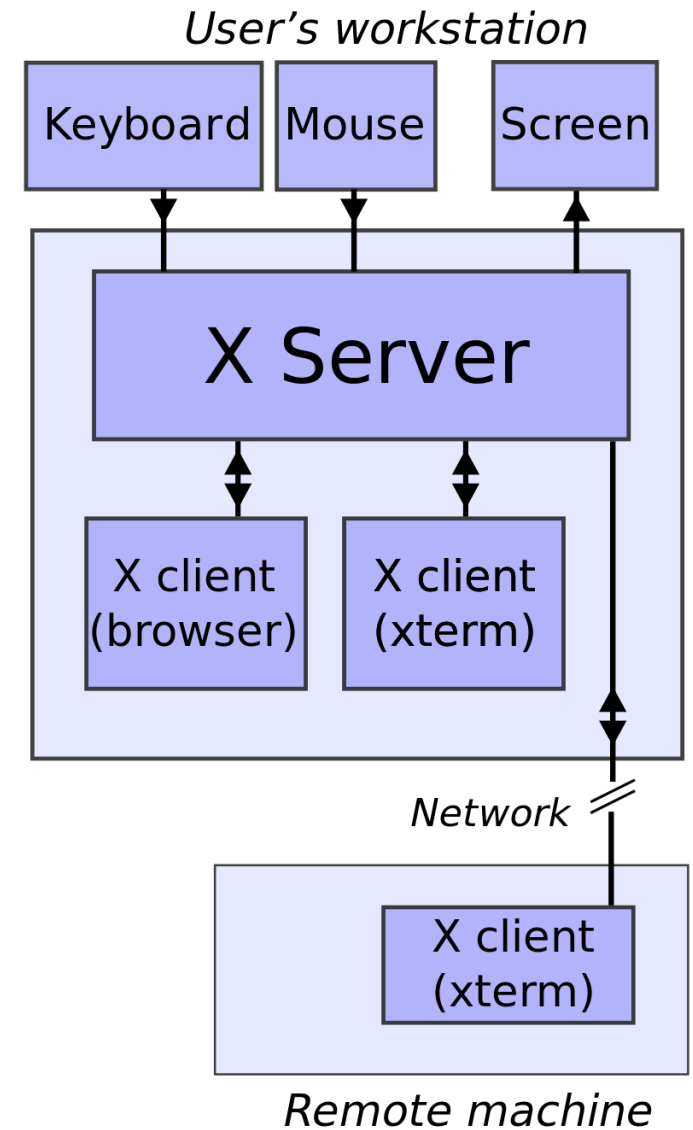 User’s workstation
Keyboard
Mouse
Screen
X Server
X client
(browser)
X client
(xterm)
Network
X client
(xterm)
Remote machine